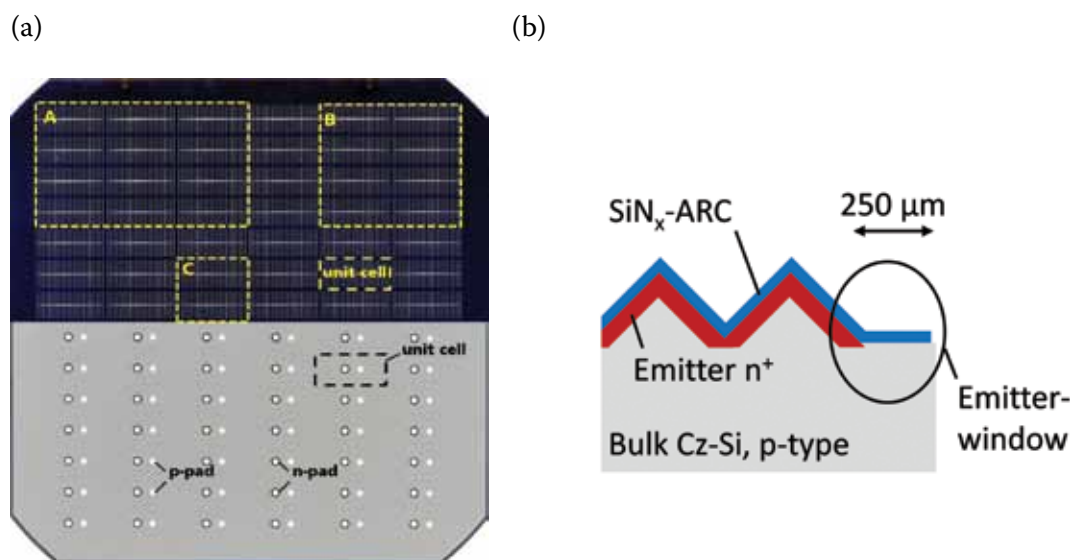 (a)
(b)
A
B
C
unit cell
unit cell
p-pad
n-pad
SiNₓ-ARC
250 µm
Emitter n⁺
Emitter-
window
Bulk Cz-Si, p-type